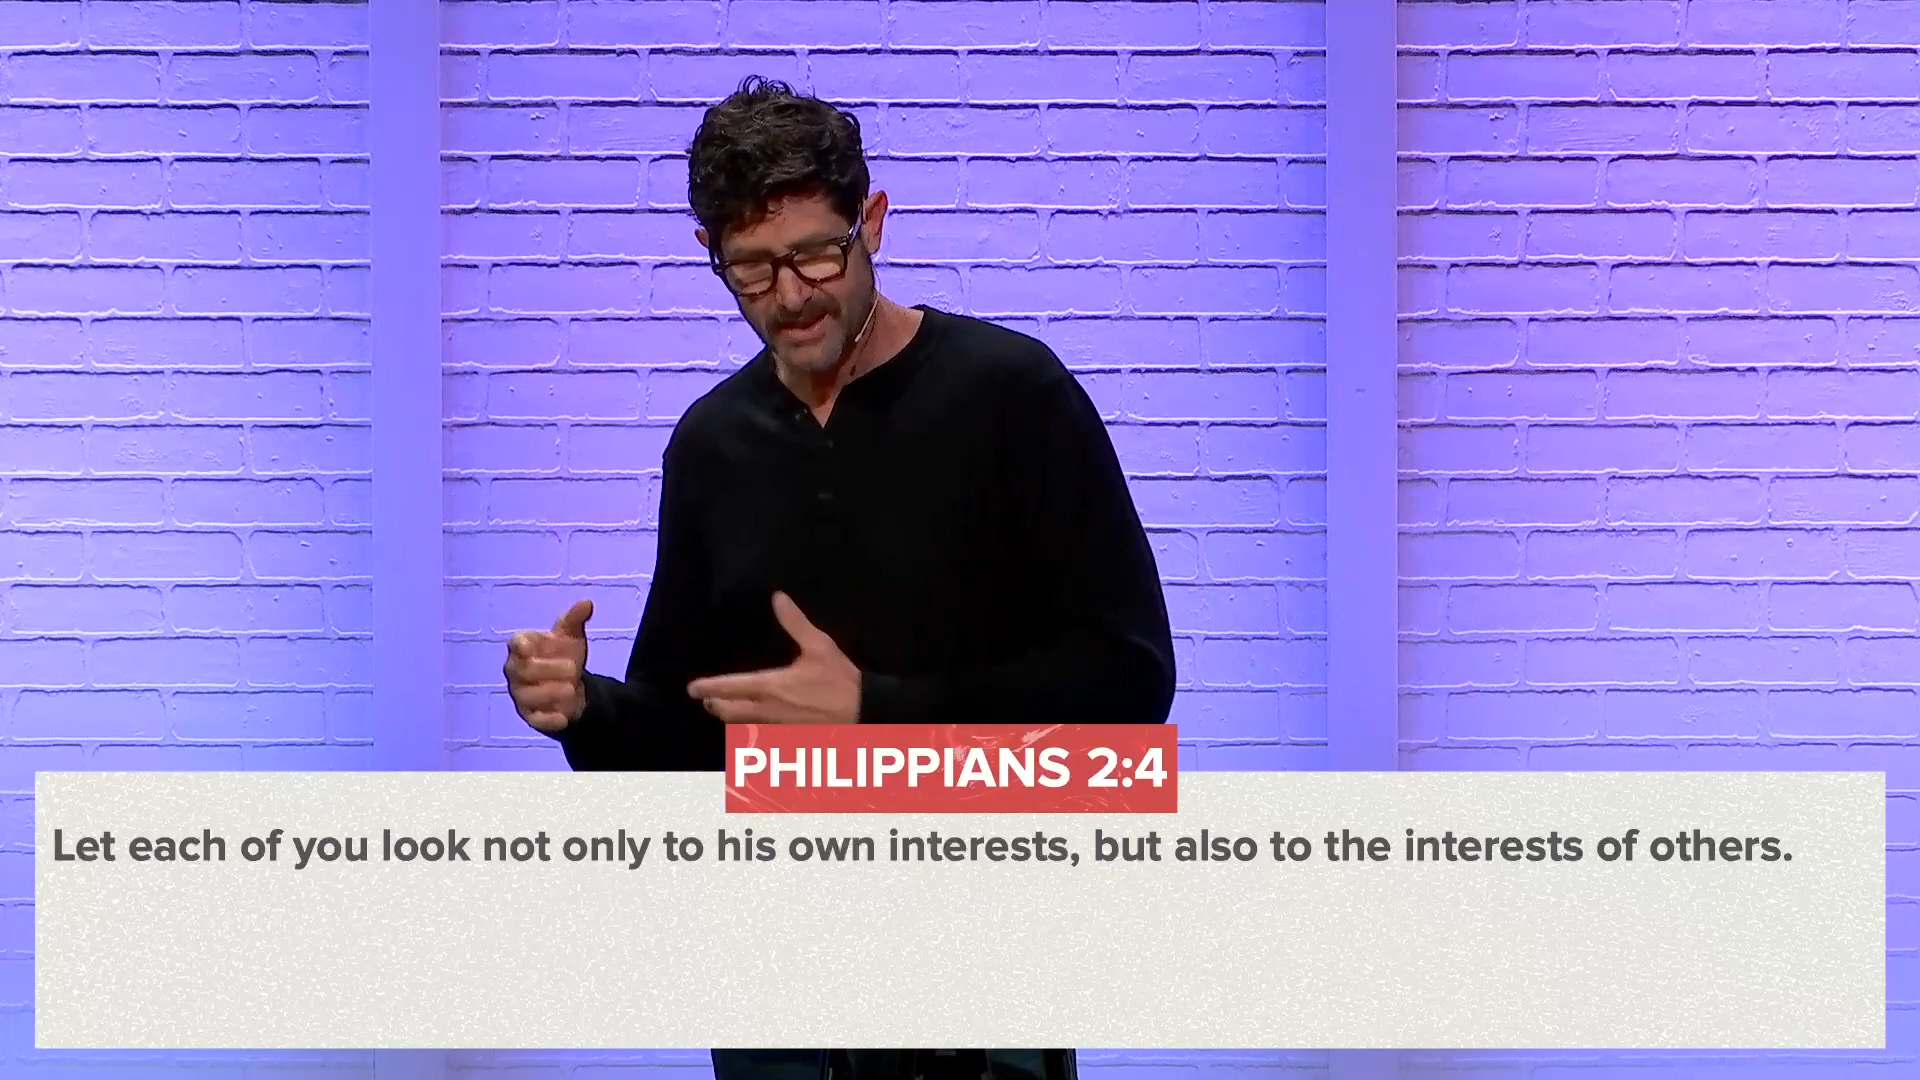 PHILIPPIANS 2:4
Let each of you look not only to his own interests, but also to the interests of others.